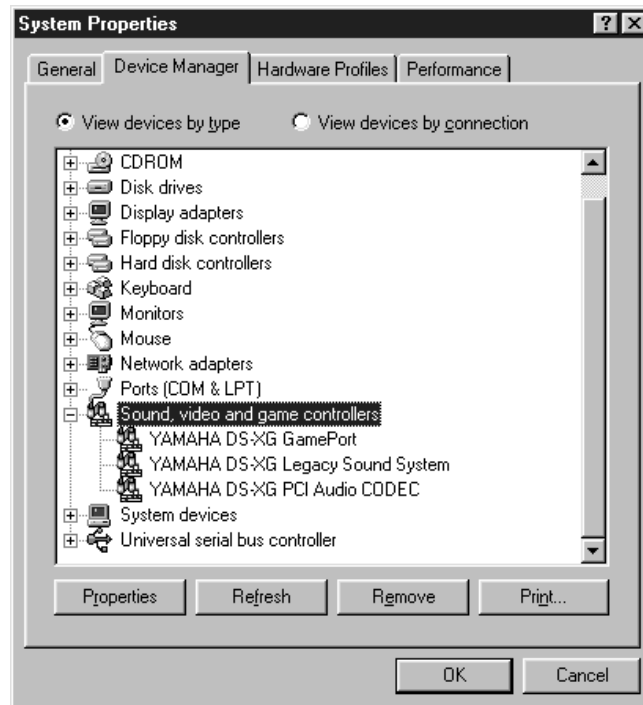 System Properties
General Device Manager Hardware Profiles Performance
View devices by type View devices by connection
CDROM
Disk drives
Display adapters
Floppy disk controllers
Hard disk controllers
Keyboard
Monitors
Mouse
Network adapters
Ports (COM & LPT)
Sound, video and game controllers
YAMAHA DS-XG GamePort
YAMAHA DS-XG Legacy Sound System
YAMAHA DS-XG PCI Audio CODEC
System devices
Universal serial bus controller
Properties Refresh Remove Print...
OK Cancel